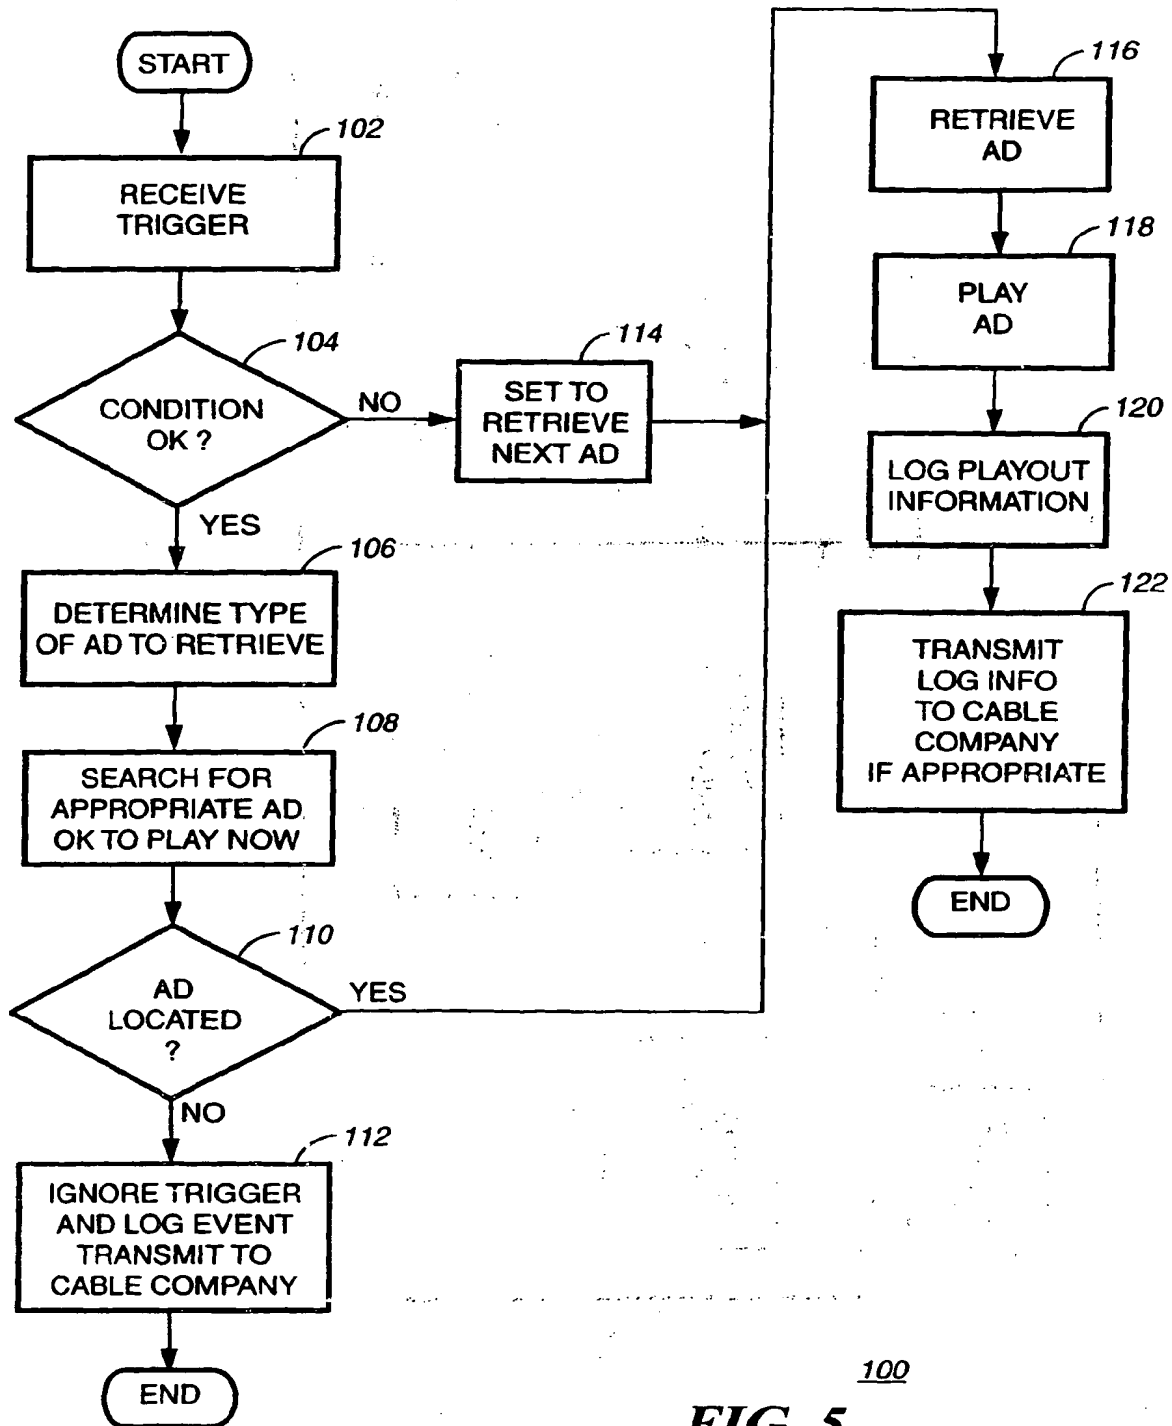 START
102
RECEIVE
TRIGGER
104
CONDITION
OK ?
NO
YES
114
SET TO
RETRIEVE
NEXT AD
106
DETERMINE TYPE
OF AD TO RETRIEVE
108
SEARCH FOR
APPROPRIATE AD
OK TO PLAY NOW
110
AD
LOCATED
?
YES
NO
112
IGNORE TRIGGER
AND LOG EVENT
TRANSMIT TO
CABLE COMPANY
END
116
RETRIEVE
AD
118
PLAY
AD
120
LOG PLAYOUT
INFORMATION
122
TRANSMIT
LOG INFO
TO CABLE
COMPANY
IF APPROPRIATE
END
100
FIG. 5